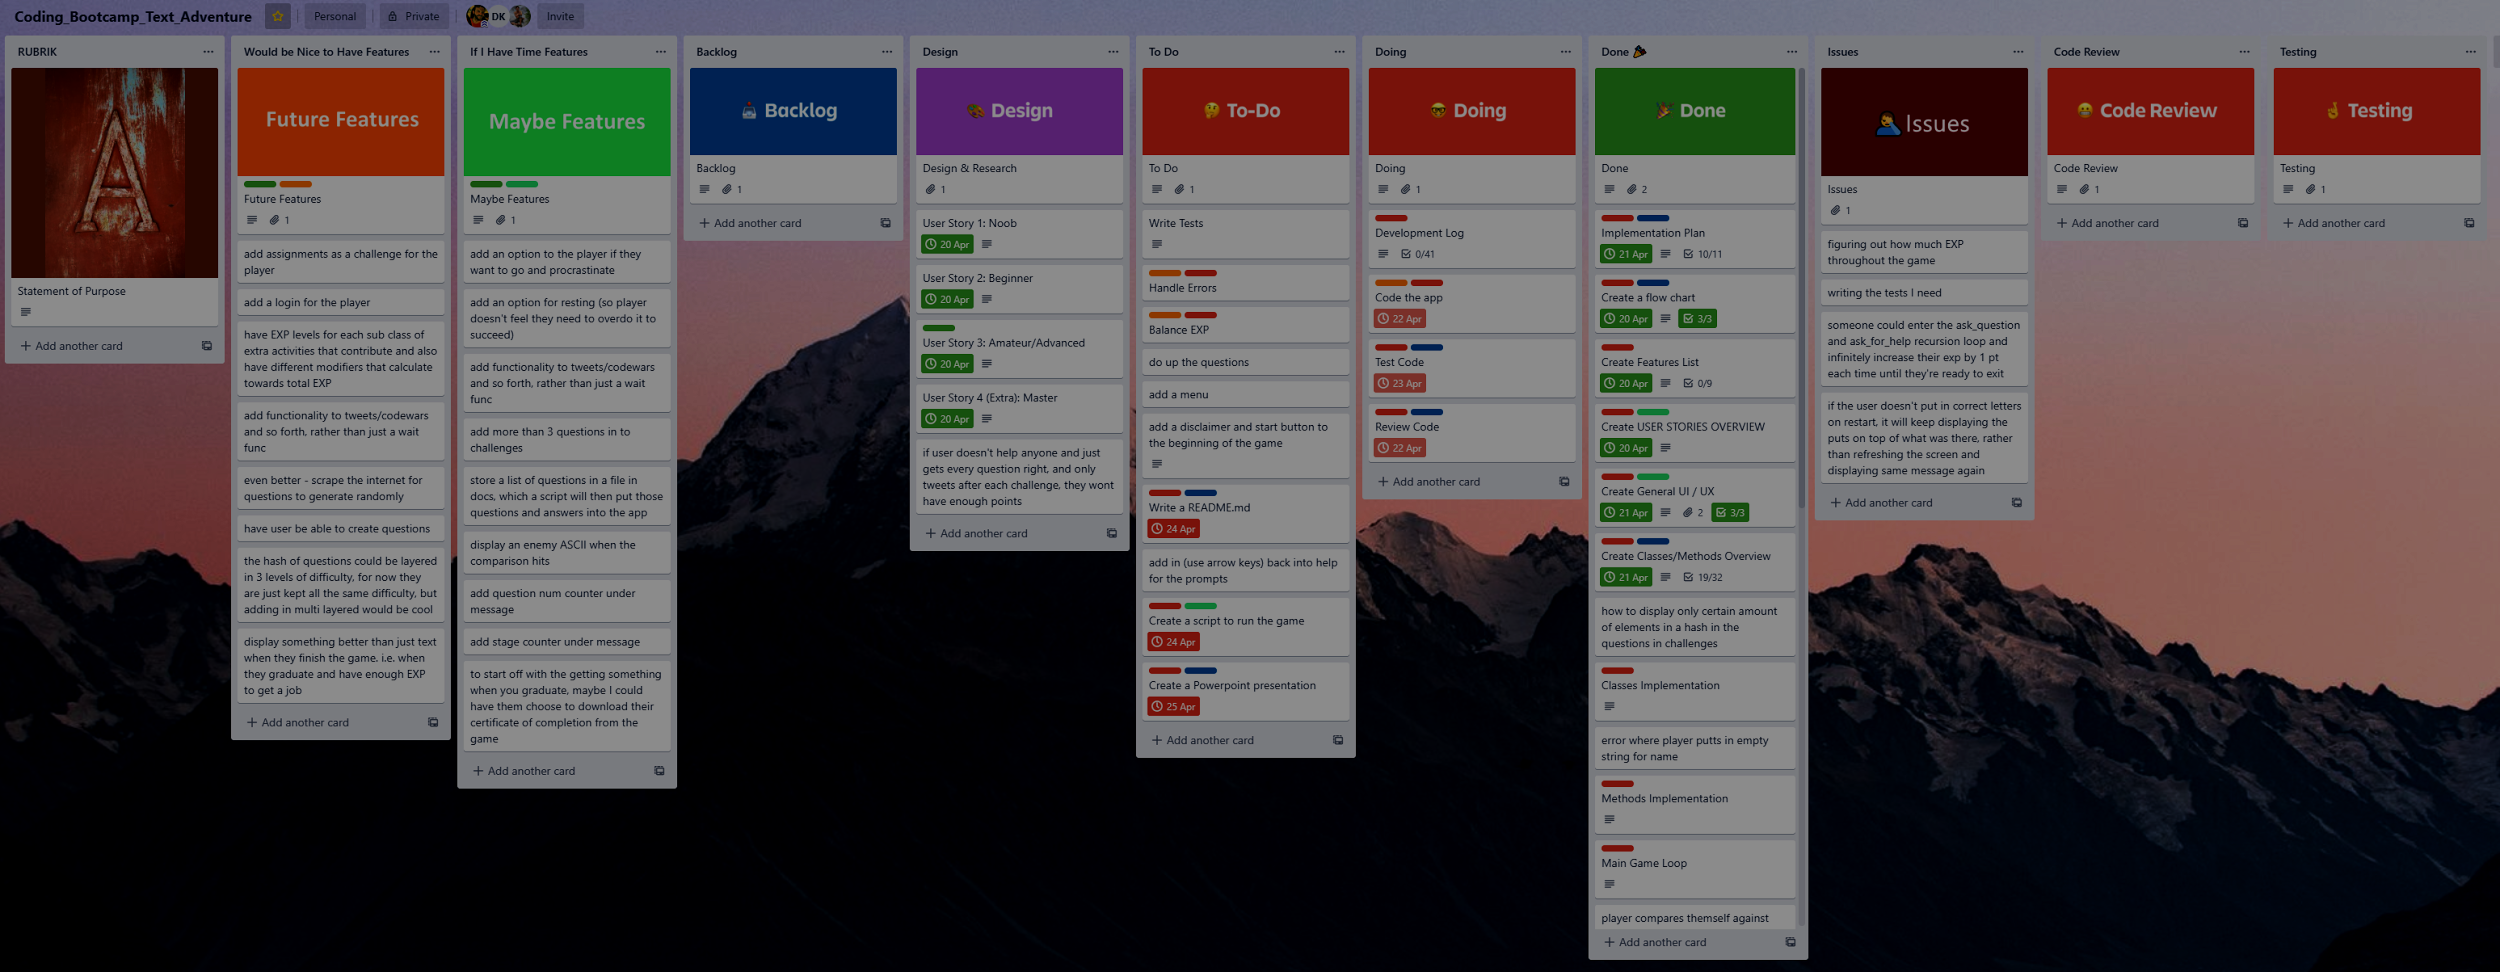 Coding_Bootcamp_Text_Adventure
Personal
Private
DK
Invite
RUBRIK
Statement of Purpose
Add another card
Would be Nice to Have Features
Future Features
Future Features
1
add assignments as a challenge for the
player
add a login for the player
have EXP levels for each sub class of
extra activities that contribute and also
have different modifiers that calculate
towards total EXP
add functionality to tweets/codewars
and so forth, rather than just a wait
func
even better - scrape the internet for
questions to generate randomly
have user be able to create questions
the hash of questions could be layered
in 3 levels of difficulty, for now they
are just kept all the same difficulty, but
adding in multi layered would be cool
display something better than just text
when they finish the game. i.e. when
they graduate and have enough EXP
to get a job
Add another card
If I Have Time Features
Maybe Features
Maybe Features
1
add an option to the player if they
want to go and procrastinate
add an option for resting (so player
doesn't feel they need to overdo it to
succeed)
add functionality to tweets/codewars
and so forth, rather than just a wait
func
add more than 3 questions in to
challenges
store a list of questions in a file in
docs, which a script will then put those
questions and answers into the app
display an enemy ASCII when the
comparison hits
add question num counter under
message
add stage counter under message
to start off with the getting something
when you graduate, maybe I could
have them choose to download their
certificate of completion from the
game
Add another card
Backlog
Backlog
Backlog
1
Add another card
Design
Design
Design & Research
1
User Story 1: Noob
20 Apr
User Story 2: Beginner
20 Apr
User Story 3: Amateur/Advanced
20 Apr
User Story 4 (Extra): Master
20 Apr
if user doesn't help anyone and just
gets every question right, and only
tweets after each challenge, they wont
have enough points
Add another card
To Do
To-Do
To Do
1
Write Tests
Handle Errors
Balance EXP
do up the questions
add a menu
add a disclaimer and start button to
the beginning of the game
Write a README.md
24 Apr
add in (use arrow keys) back into help
for the prompts
Create a script to run the game
24 Apr
Create a Powerpoint presentation
25 Apr
Add another card
Doing
Doing
Doing
1
Development Log
0/41
Code the app
22 Apr
Test Code
23 Apr
Review Code
22 Apr
Add another card
Done
Done
Done
2
Implementation Plan
21 Apr 10/11
Create a flow chart
20 Apr 3/3
Create Features List
20 Apr 0/9
Create USER STORIES OVERVIEW
20 Apr
Create General UI / UX
21 Apr 2 3/3
Create Classes/Methods Overview
21 Apr 19/32
how to display only certain amount
of elements in a hash in the
questions in challenges
Classes Implementation
error where player putts in empty
string for name
Methods Implementation
Main Game Loop
player compares themself against
Add another card
Issues
Issues
Issues
1
figuring out how much EXP
throughout the game
writing the tests I need
someone could enter the ask_question
and ask_for_help recursion loop and
infinitely increase their exp by 1 pt
each time until they're ready to exit
if the user doesn't put in correct letters
on restart, it will keep displaying the
puts on top of what was there, rather
than refreshing the screen and
displaying same message again
Add another card
Code Review
Code Review
Code Review
1
Add another card
Testing
Testing
Testing
1
Add another card